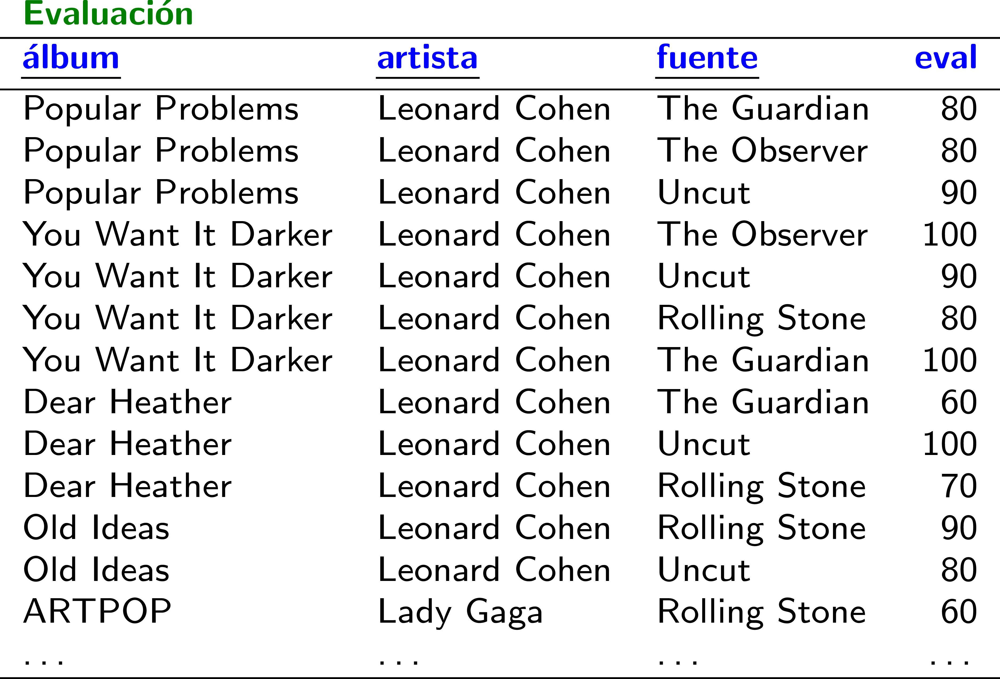 Evaluación
álbum artista fuente eval
Popular Problems Leonard Cohen The Guardian 80
Popular Problems Leonard Cohen The Observer 80
Popular Problems Leonard Cohen Uncut 90
You Want It Darker Leonard Cohen The Observer 100
You Want It Darker Leonard Cohen Uncut 90
You Want It Darker Leonard Cohen Rolling Stone 80
You Want It Darker Leonard Cohen The Guardian 100
Dear Heather Leonard Cohen The Guardian 60
Dear Heather Leonard Cohen Uncut 100
Dear Heather Leonard Cohen Rolling Stone 70
Old Ideas Leonard Cohen Rolling Stone 90
Old Ideas Leonard Cohen Uncut 80
ARTPOP Lady Gaga Rolling Stone 60
. . . . . . . . . . . .